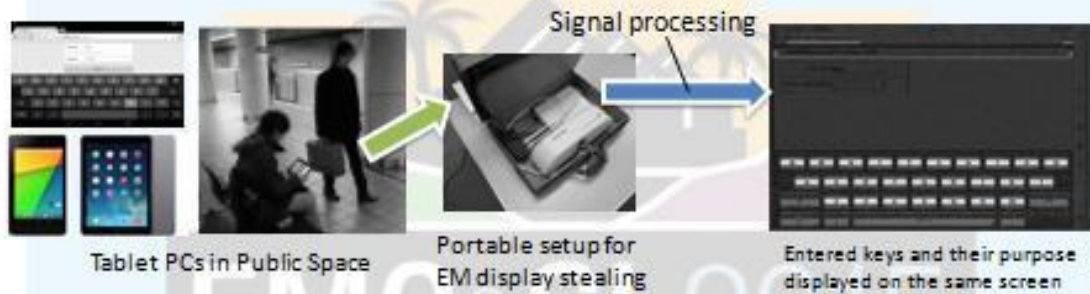 Signal processing
Tablet PCs in Public Space
Portable setup for
EM display stealing
Entered keys and their purpose
displayed on the same screen